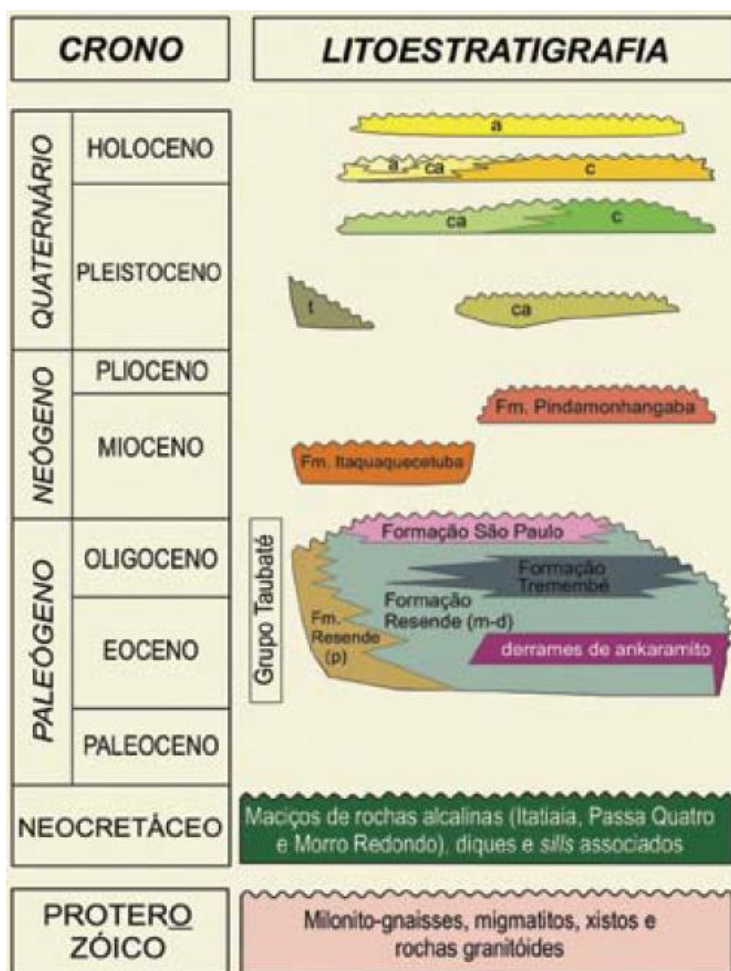 CRONO
LITOESTRATIGRAFIA
QUATERNÁRIO
HOLOCENO
PLEISTOCENO
a
a
ca
c
ca
c
t
ca
NEÓGENO
PLIOCENO
MIOCENO
Fm. Pindamonhangaba
Fm. Itaquaquecetuba
PALEÓGENO
OLIGOCENO
EOCENO
PALEOCENO
Grupo Taubaté
Formação São Paulo
Formação
Tremembé
Formação
Resende (m-d)
Fm.
Resende
(p)
derrames de ankaramito
NEOCRETÁCEO
Maciços de rochas alcalinas (Itatiaia, Passa Quatro
e Morro Redondo), diques e sills associados
PROTERO
ZÓICO
Milonito-gnaisses, migmatitos, xistos e
rochas granitóides